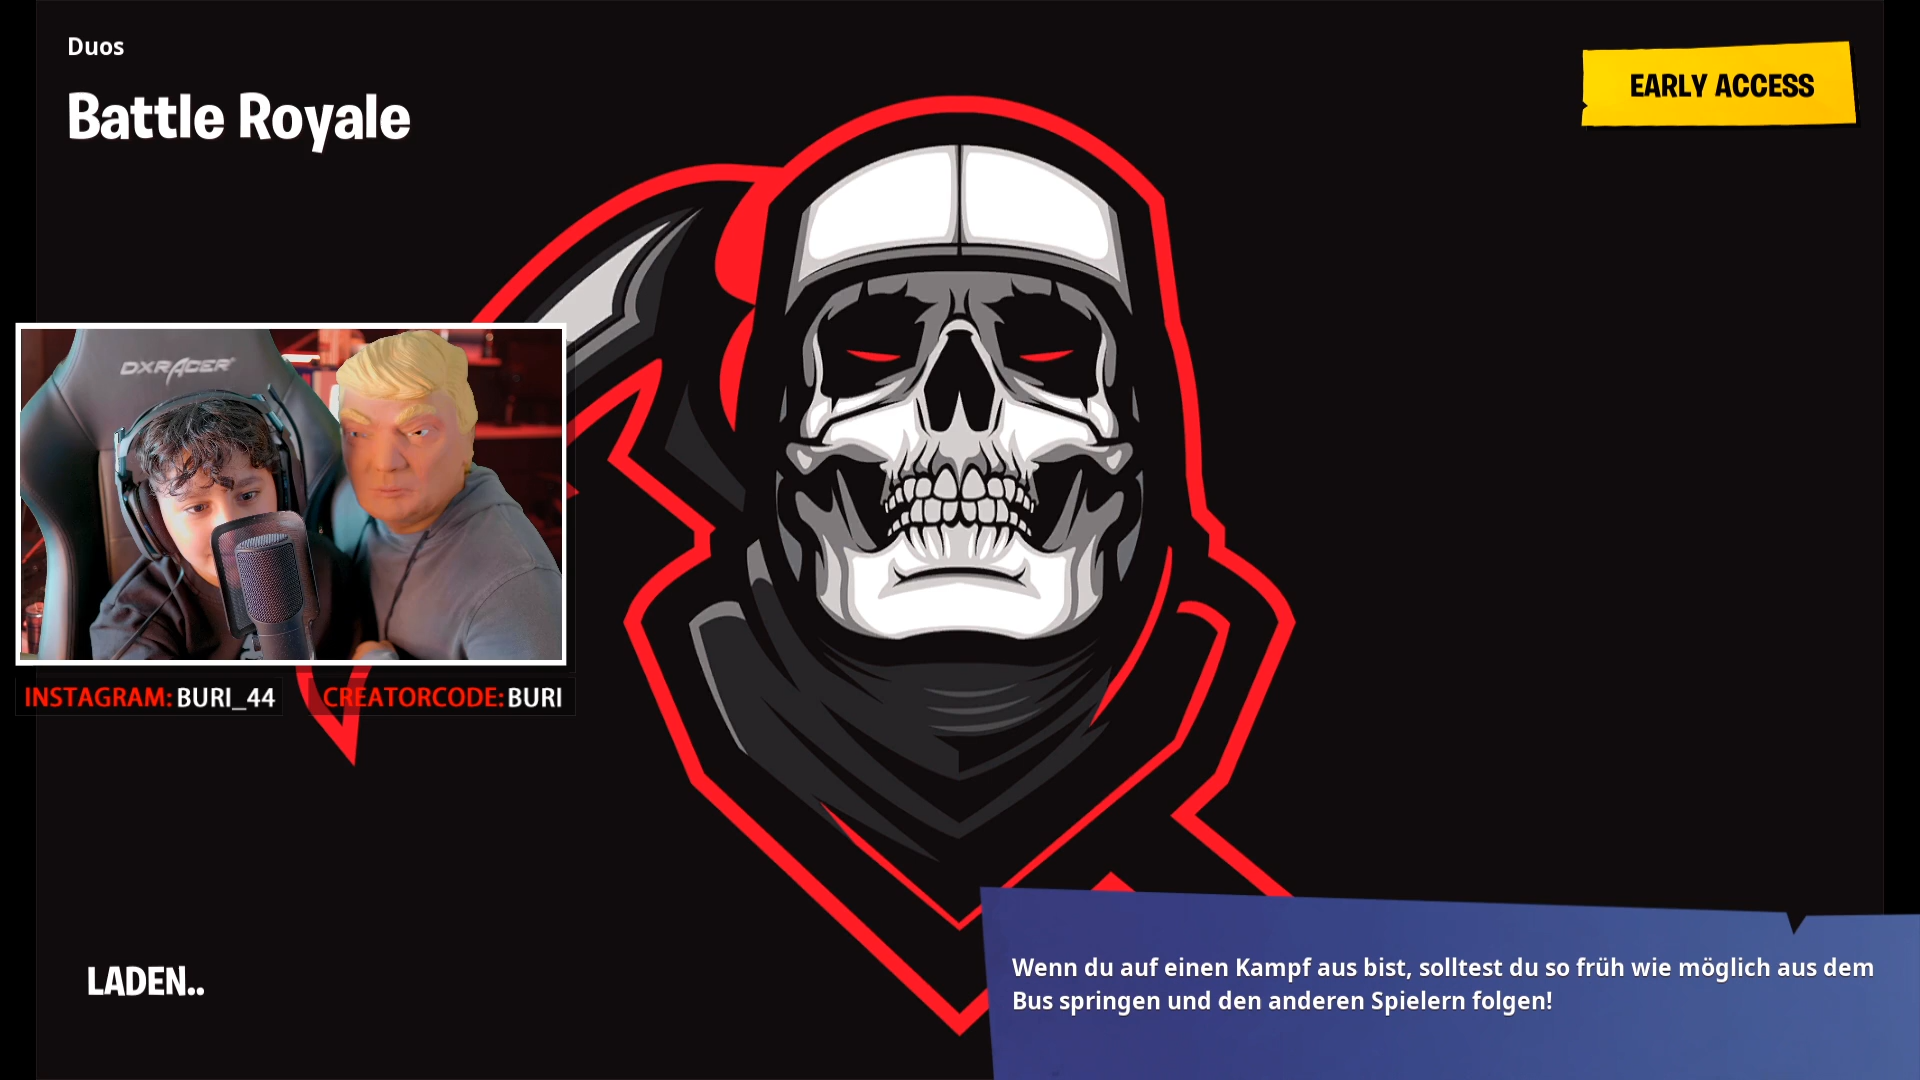 Duos
Battle Royale
EARLY ACCESS
DXRACER
INSTAGRAM: BURI_44
CREATORCODE: BURI
LADEN..
Wenn du auf einen Kampf aus bist, solltest du so früh wie möglich aus dem
Bus springen und den anderen Spielern folgen!